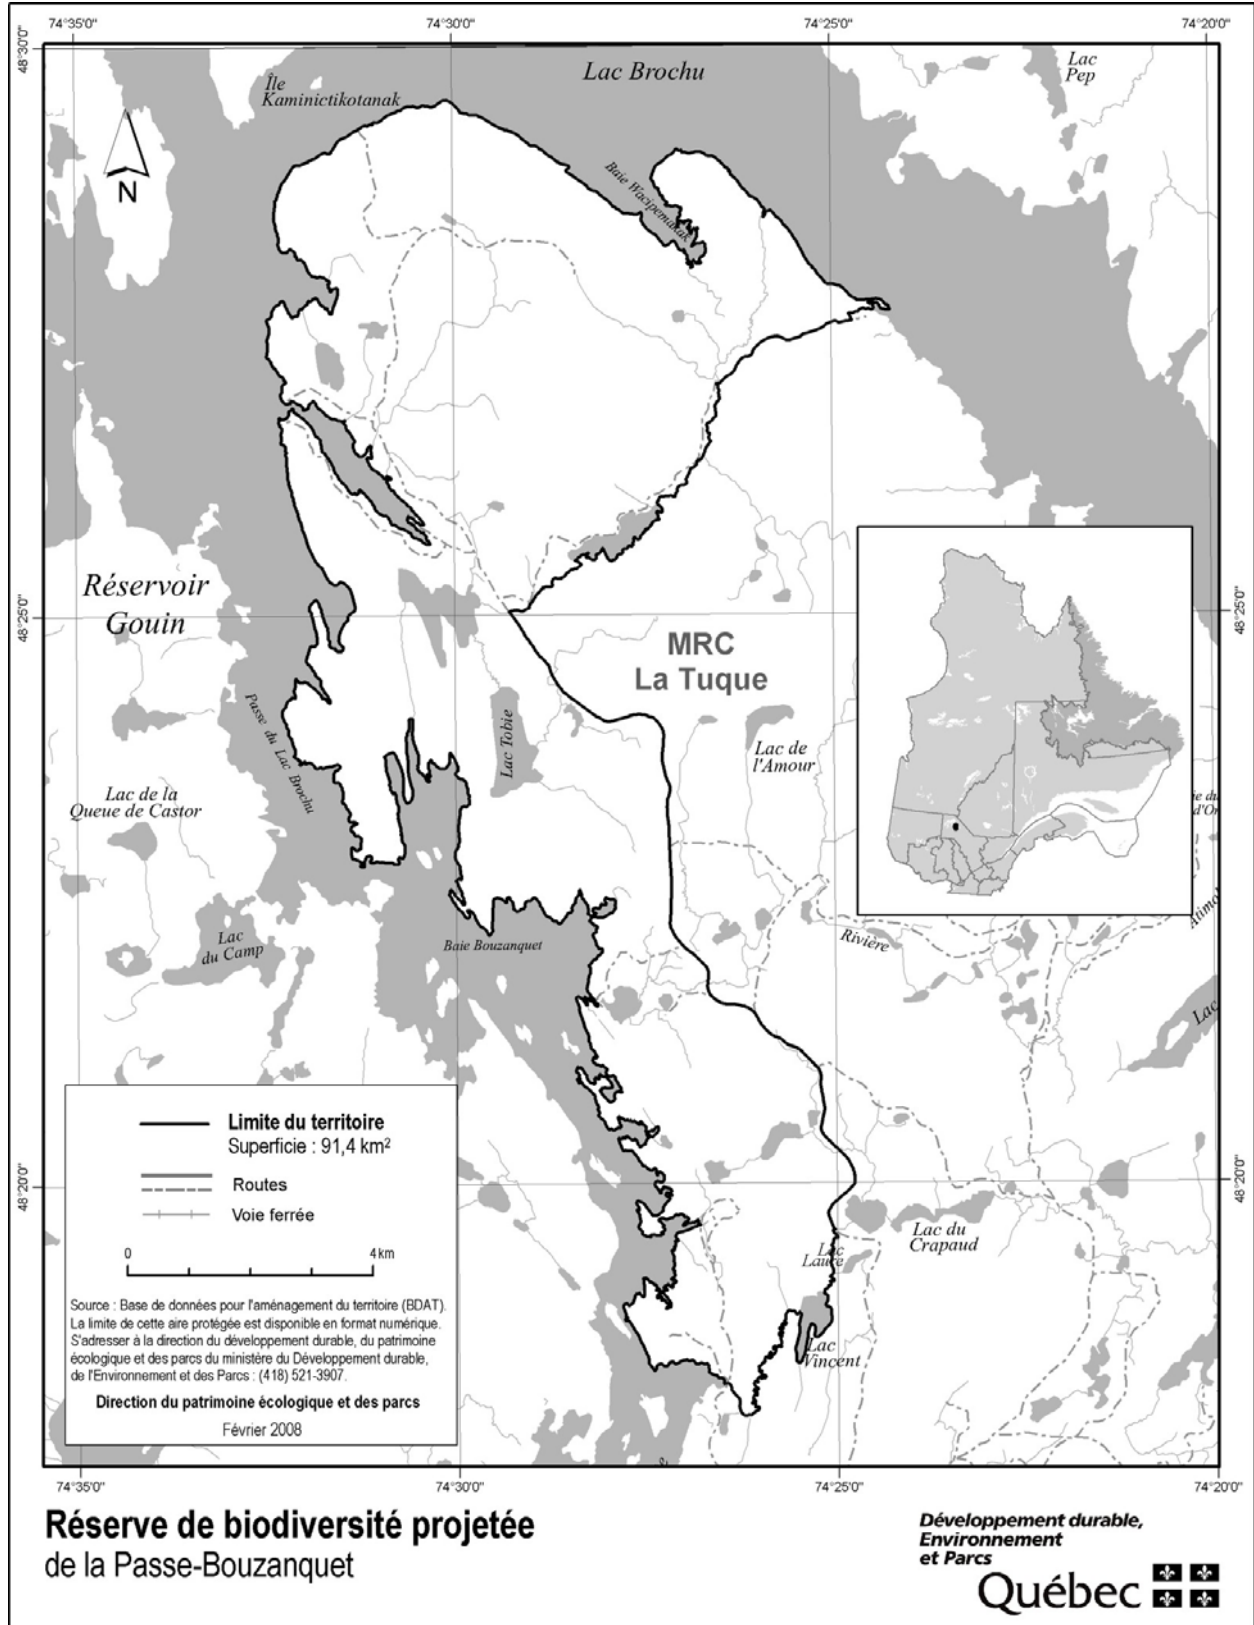 74°35'0"
74°30'0"
74°25'0"
74°20'0"
48°30'0"
Lac Brochu
Île
Kaminictikotanak
Lac
Pep
N
Baie Wacipemakak
Réservoir
Gouin
48°25'0"
48°25'0"
MRC
La Tuque
Passe du Lac Brochu
Lac Tobie
Lac de
l'Amour
Lac de la
Queue de Castor
ie du
d'Or
Atimo
Rivière
Lac
du Camp
Baie Bouzanquet
Lac
48°20'0"
48°20'0"
Lac du
Crapaud
Lac
Laure
Lac
Vincent
Limite du territoire
Superficie : 91,4 km²
Routes
Voie ferrée
0 4 km
Source : Base de données pour l'aménagement du territoire (BDAT).
La limite de cette aire protégée est disponible en format numérique.
S'adresser à la direction du développement durable, du patrimoine
écologique et des parcs du ministère du Développement durable,
de l'Environnement et des Parcs : (418) 521-3907.
Direction du patrimoine écologique et des parcs
Février 2008
74°35'0"
74°30'0"
74°25'0"
74°20'0"
Réserve de biodiversité projetée
de la Passe-Bouzanquet
Développement durable,
Environnement
et Parcs
Québec